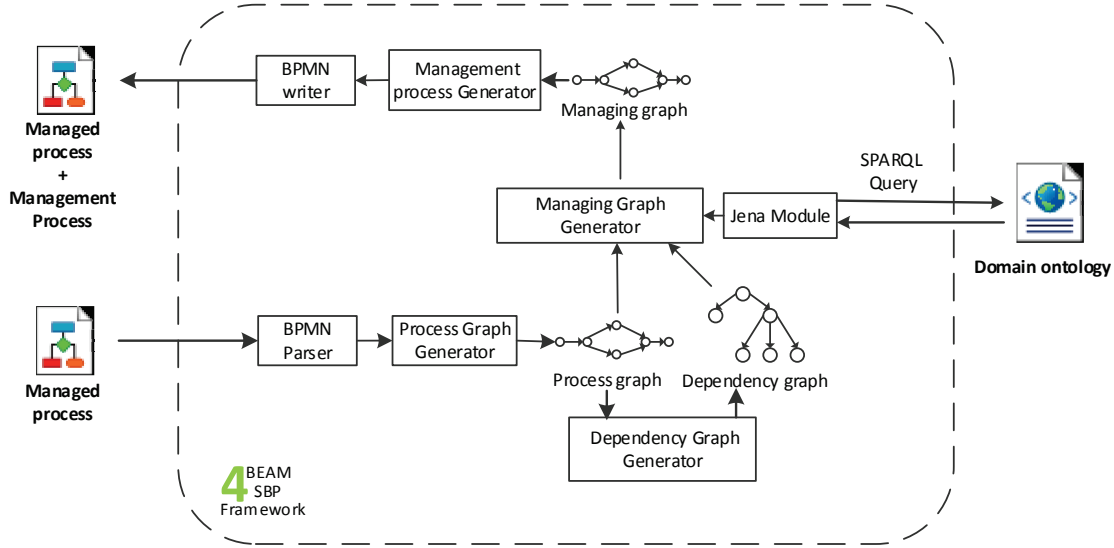 BPMN
writer
Management
process Generator
Managing graph
Managed
process
+
Management
Process
SPARQL
Query
Managing Graph
Generator
Jena Module
Domain ontology
BPMN
Parser
Process Graph
Generator
Process graph
Dependency graph
Managed
process
Dependency Graph
Generator
4 BEAM
SBP
Framework